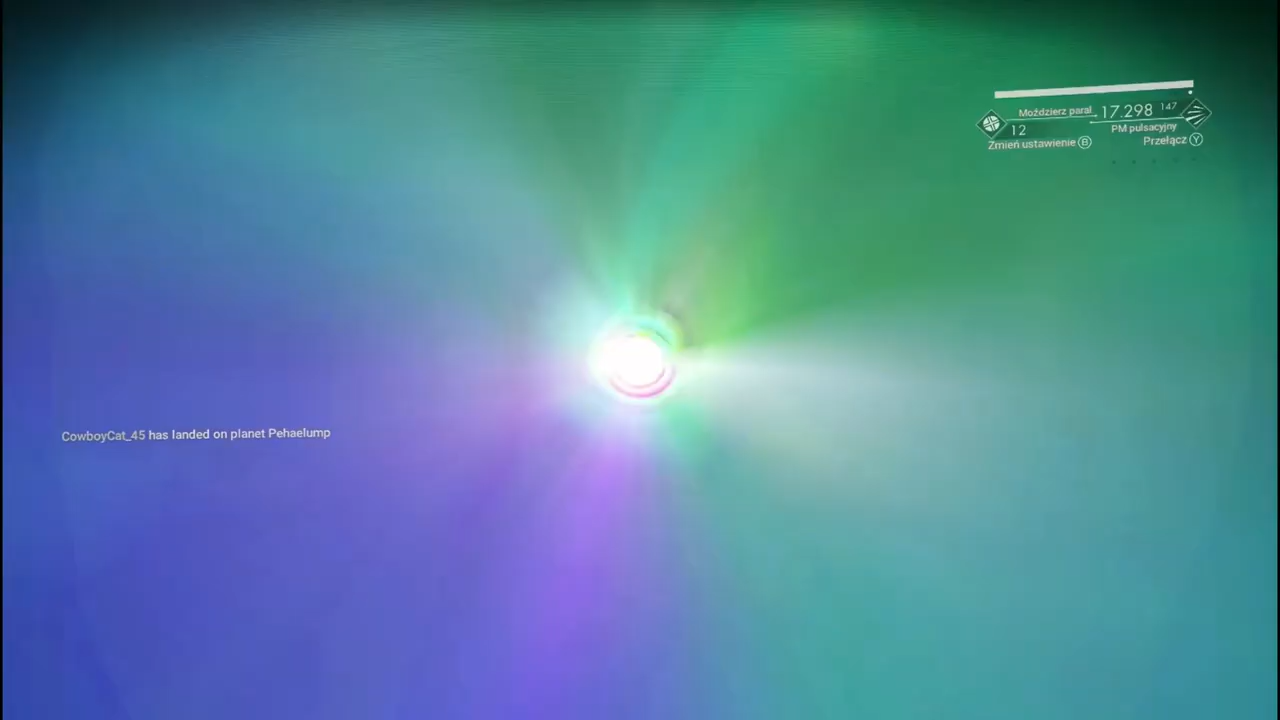 Moździerz paral 17.298 147
12 PM pulsacyjny
Zmień ustawienie B Przełącz Y
CowboyCat_45 has landed on planet Pehaelump